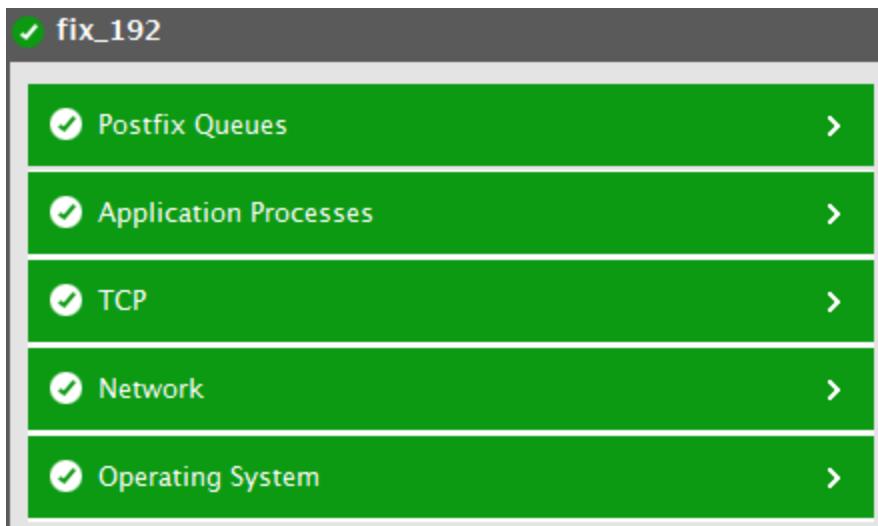 fix_192
Postfix Queues
Application Processes
TCP
Network
Operating System